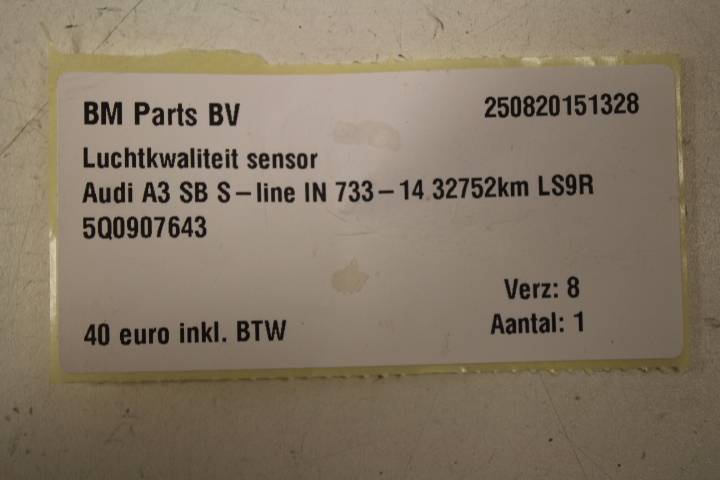 BM Parts BV 250820151328
Luchtkwaliteit sensor
Audi A3 SB S-line IN 733-14 32752km LS9R
5Q0907643
Verz: 8
40 euro inkl. BTW Aantal: 1